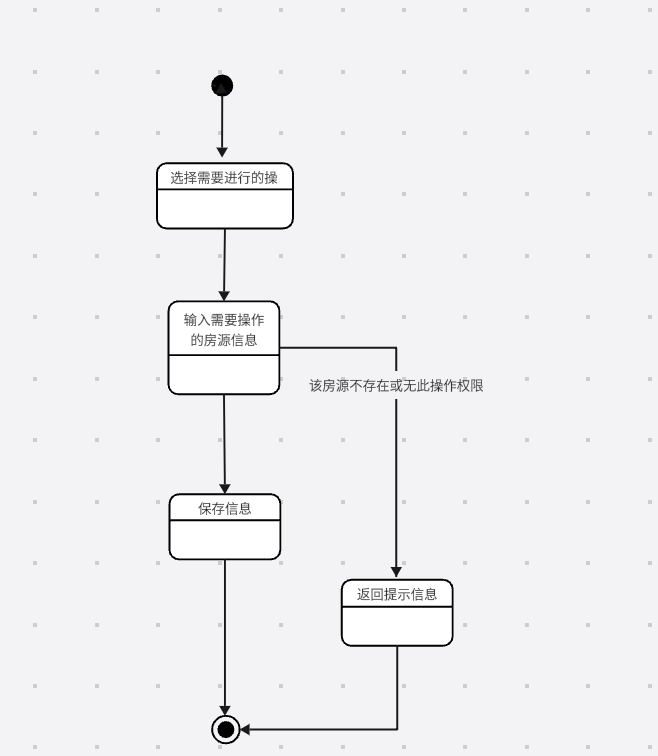 选择需要进行的操
输入需要操作
的房源信息
该房源不存在或无此操作权限
保存信息
返回提示信息